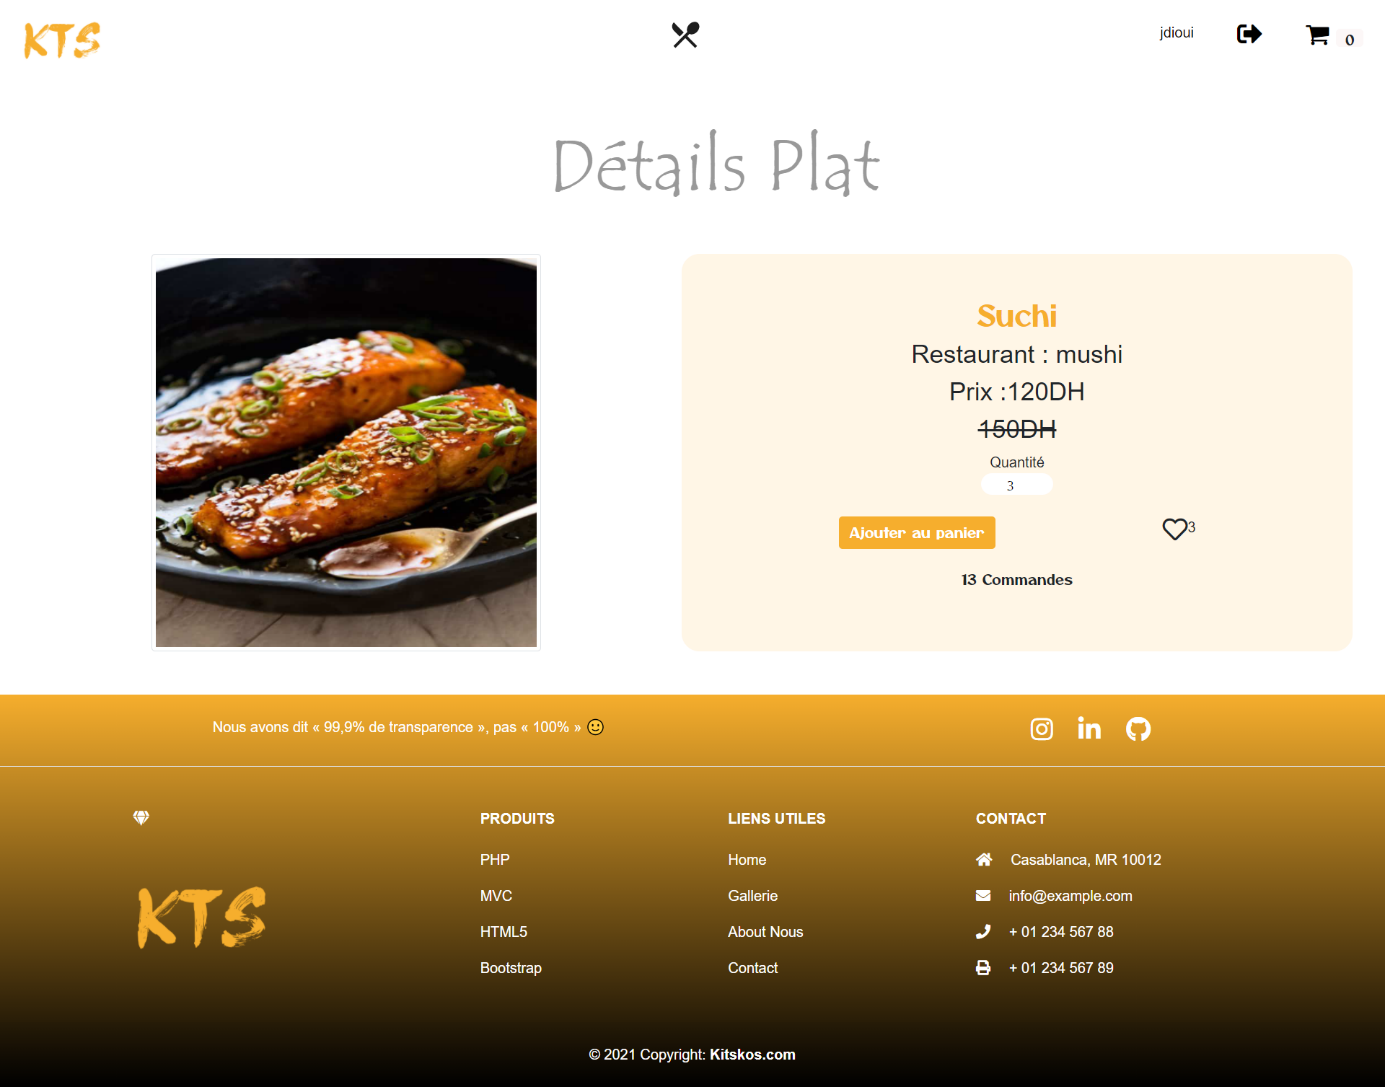 KTS
jdioui
0
Détails Plat
Suchi
Restaurant : mushi
Prix :120DH
150DH
Quantité
3
Ajouter au panier
3
13 Commandes
Nous avons dit « 99,9% de transparence », pas « 100% » 🙂
KTS
PRODUITS
PHP
MVC
HTML5
Bootstrap
LIENS UTILES
Home
Gallerie
About Nous
Contact
CONTACT
Casablanca, MR 10012
info@example.com
+ 01 234 567 88
+ 01 234 567 89
© 2021 Copyright: Kitskos.com